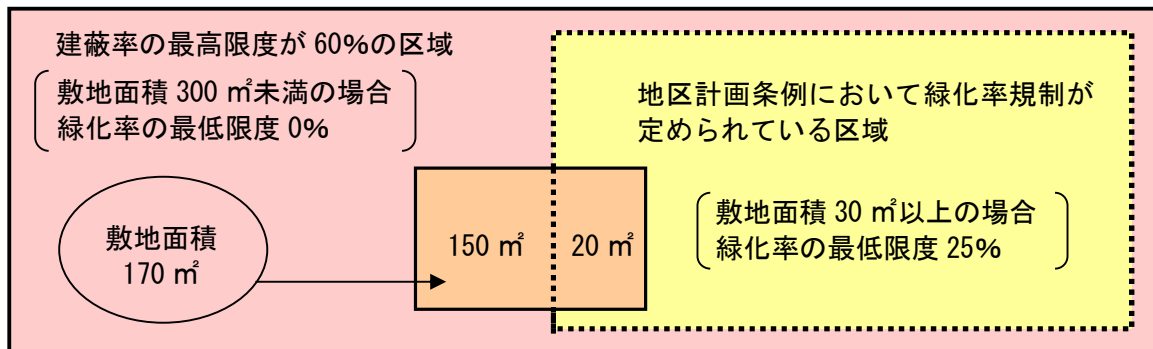 建蔽率の最高限度が 60%の区域
敷地面積 300 ㎡未満の場合
緑化率の最低限度 0%
敷地面積
170 ㎡
150 ㎡
20 ㎡
地区計画条例において緑化率規制が
定められている区域
敷地面積 30 ㎡以上の場合
緑化率の最低限度 25%